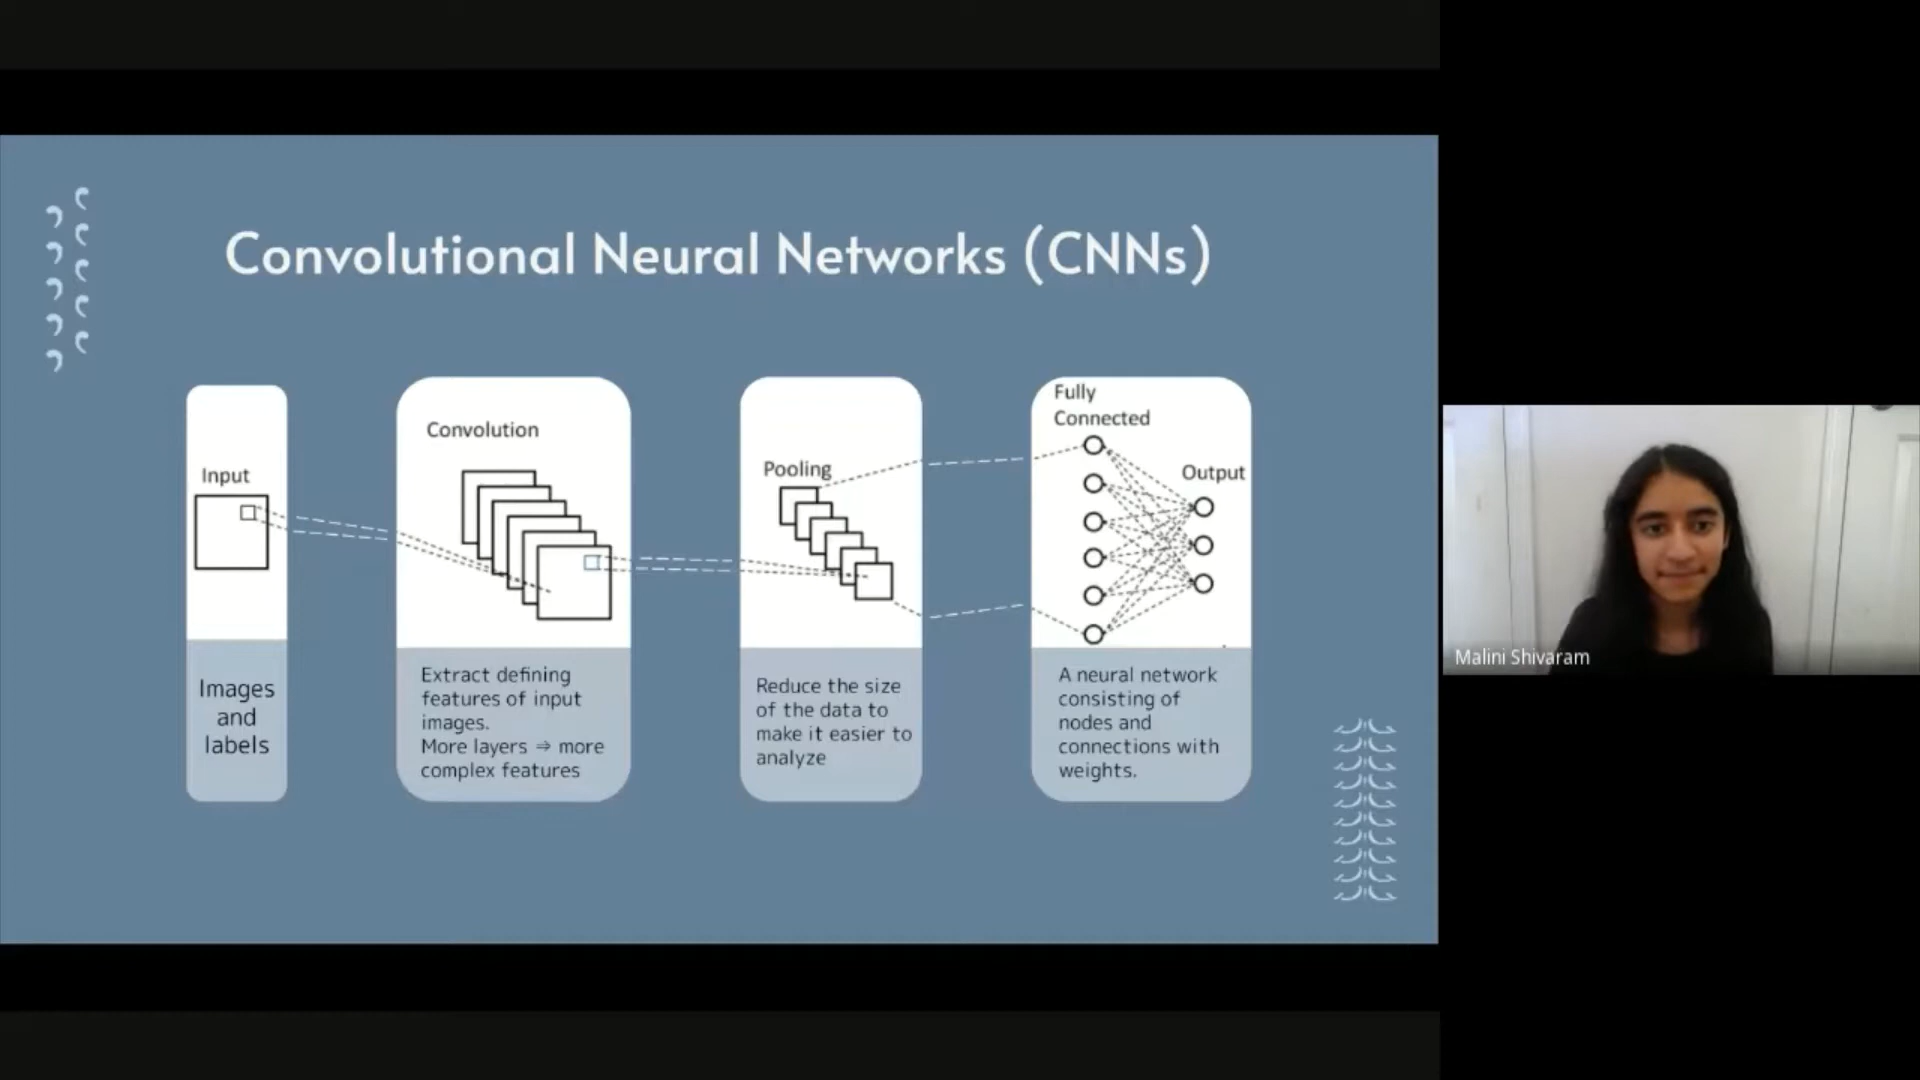 Convolutional Neural Networks (CNNs)
Input
Images
and
labels
Convolution
Extract defining
features of input
images.
More layers ⇒ more
complex features
Pooling
Reduce the size
of the data to
make it easier to
analyze
Fully
Connected
Output
A neural network
consisting of
nodes and
connections with
weights.
Malini Shivaram